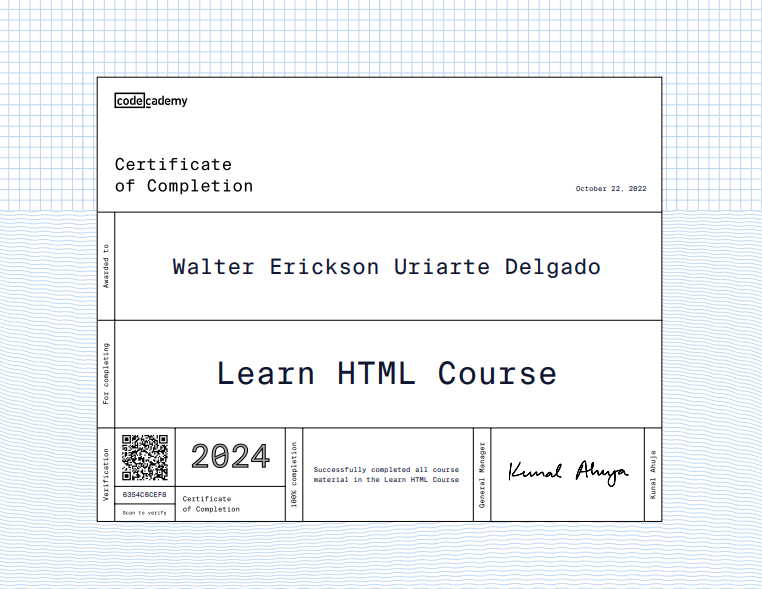 codecademy
Certificate
of Completion
October 22, 2022
Awarded to
Walter Erickson Uriarte Delgado
For completing
Learn HTML Course
Verification
6354C6CEF8
Scan to verify
2024
Certificate
of Completion
100% completion
Successfully completed all course
material in the Learn HTML Course
General Manager
Kunal Ahuja
Kunal Ahuja